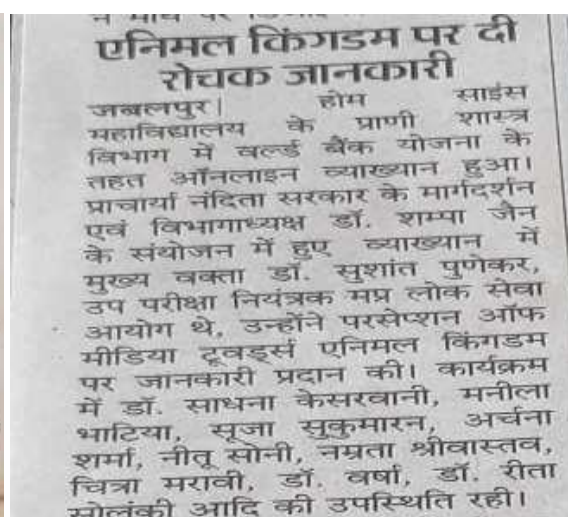 एनिमल किंगडम पर दी
रोचक जानकारी
जबलपुर। होम साइंस
महाविद्यालय के प्राणी शास्त्र
विभाग में वर्ल्ड बैंक योजना के
तहत ऑनलाइन व्याख्यान हुआ।
प्राचार्या नंदिता सरकार के मार्गदर्शन
एवं विभागाध्यक्ष डॉ. शम्पा जैन
के संयोजन में हुए व्याख्यान में
मुख्य वक्ता डॉ. सुशांत पुणेकर,
उप परीक्षा नियंत्रक मप्र लोक सेवा
आयोग थे, उन्होंने परसेप्शन ऑफ
मीडिया टूवर्ड्स एनिमल किंगडम
पर जानकारी प्रदान की। कार्यक्रम
में डॉ. साधना केसरवानी, मनीला
भाटिया, सूजा सुकुमारन, अर्चना
शर्मा, नीतू सोनी, नम्रता श्रीवास्तव,
चित्रा मरावी, डॉ. वर्षा, डॉ. रीता
सोलंकी आदि की उपस्थिति रही।